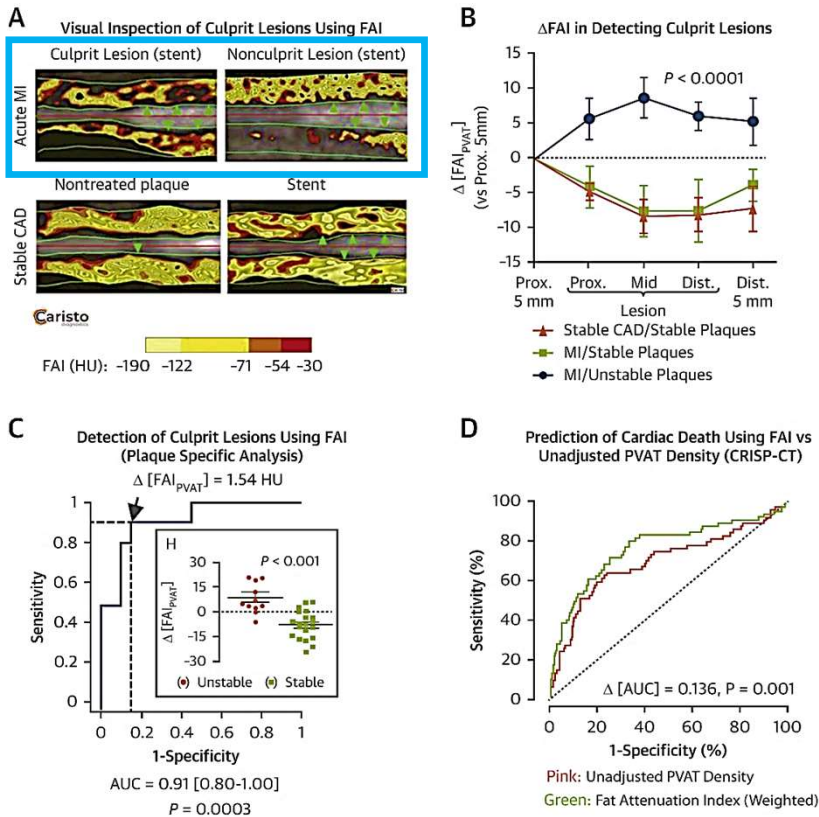 A
Visual Inspection of Culprit Lesions Using FAI
Culprit Lesion (stent)
Nonculprit Lesion (stent)
Acute MI
Nontreated plaque
Stent
Stable CAD
Caristo
diagnostics
FAI (HU): -190 -122 -71 -54 -30
B
ΔFAI in Detecting Culprit Lesions
P < 0.0001
Δ [FAI PVAT]
(vs Prox. 5mm)
10
5
0
-5
-10
-15
Prox. 5 mm
Prox.
Mid
Dist.
Dist. 5 mm
Lesion
Stable CAD/Stable Plaques
MI/Stable Plaques
MI/Unstable Plaques
C
Detection of Culprit Lesions Using FAI
(Plaque Specific Analysis)
Δ [FAI PVAT] = 1.54 HU
Sensitivity
1
0.8
0.6
0.4
0.2
0
H
P < 0.001
Δ [FAI PVAT]
30
15
0
-15
-30
(•) Unstable (▪) Stable
0 0.2 0.4 0.6 0.8 1
1-Specificity
AUC = 0.91 [0.80-1.00]
P = 0.0003
D
Prediction of Cardiac Death Using FAI vs
Unadjusted PVAT Density (CRISP-CT)
Sensitivity (%)
100
80
60
40
20
0
Δ [AUC] = 0.136, P = 0.001
0 20 40 60 80 100
1-Specificity (%)
Pink: Unadjusted PVAT Density
Green: Fat Attenuation Index (Weighted)